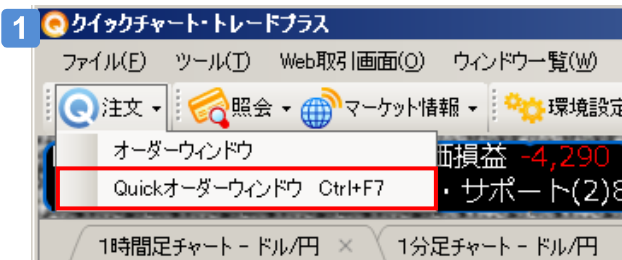 1
クイックチャート・トレードプラス
ファイル(F) ツール(T) Web取引画面(O) ウィンドウ一覧(W)
注文 照会 マーケット情報 環境設定
オーダーウィンドウ
価損益 -4,290
Quickオーダーウィンドウ Ctrl+F7
・サポート(2)8
1時間足チャート - ドル/円 × 1分足チャート - ドル/円